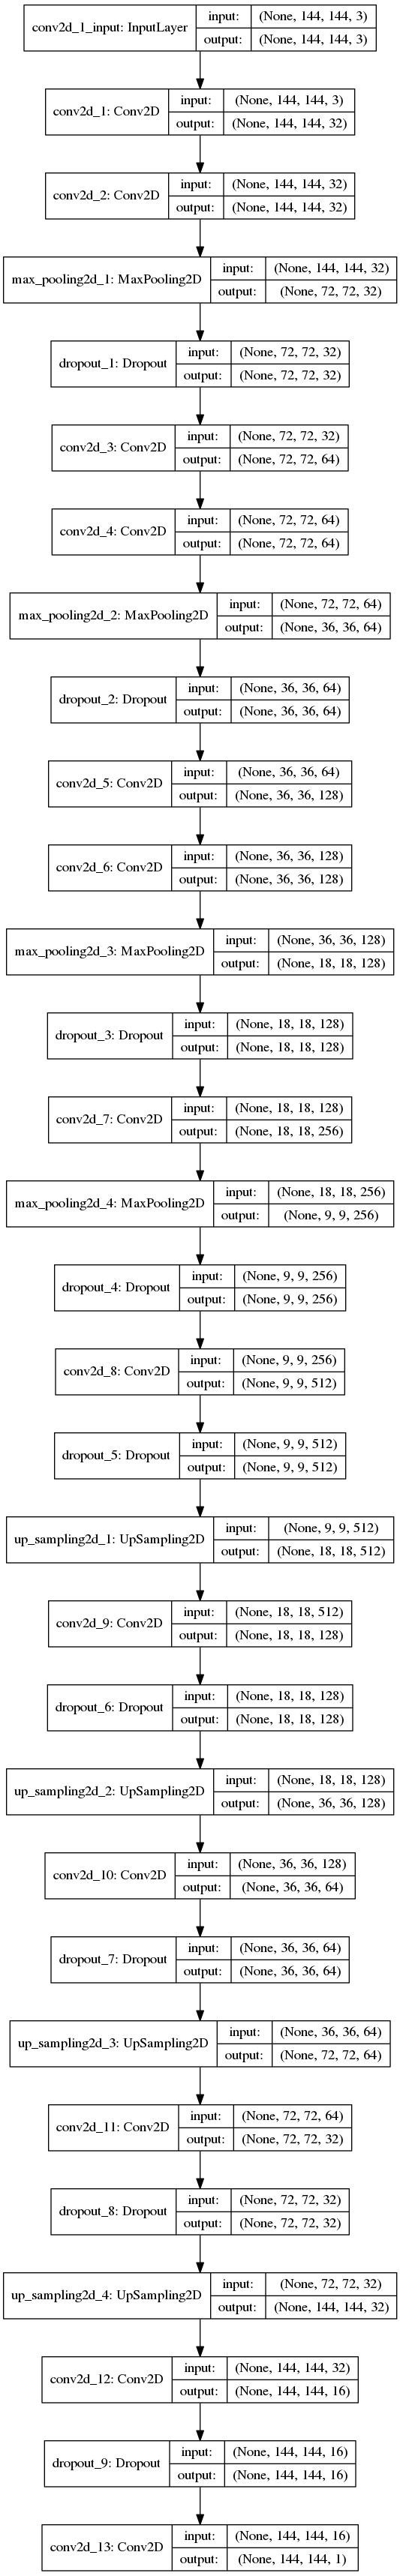 conv2d_1_input: InputLayer
input: (None, 144, 144, 3)
output: (None, 144, 144, 3)
conv2d_1: Conv2D
input: (None, 144, 144, 3)
output: (None, 144, 144, 32)
conv2d_2: Conv2D
input: (None, 144, 144, 32)
output: (None, 144, 144, 32)
max_pooling2d_1: MaxPooling2D
input: (None, 144, 144, 32)
output: (None, 72, 72, 32)
dropout_1: Dropout
input: (None, 72, 72, 32)
output: (None, 72, 72, 32)
conv2d_3: Conv2D
input: (None, 72, 72, 32)
output: (None, 72, 72, 64)
conv2d_4: Conv2D
input: (None, 72, 72, 64)
output: (None, 72, 72, 64)
max_pooling2d_2: MaxPooling2D
input: (None, 72, 72, 64)
output: (None, 36, 36, 64)
dropout_2: Dropout
input: (None, 36, 36, 64)
output: (None, 36, 36, 64)
conv2d_5: Conv2D
input: (None, 36, 36, 64)
output: (None, 36, 36, 128)
conv2d_6: Conv2D
input: (None, 36, 36, 128)
output: (None, 36, 36, 128)
max_pooling2d_3: MaxPooling2D
input: (None, 36, 36, 128)
output: (None, 18, 18, 128)
dropout_3: Dropout
input: (None, 18, 18, 128)
output: (None, 18, 18, 128)
conv2d_7: Conv2D
input: (None, 18, 18, 128)
output: (None, 18, 18, 256)
max_pooling2d_4: MaxPooling2D
input: (None, 18, 18, 256)
output: (None, 9, 9, 256)
dropout_4: Dropout
input: (None, 9, 9, 256)
output: (None, 9, 9, 256)
conv2d_8: Conv2D
input: (None, 9, 9, 256)
output: (None, 9, 9, 512)
dropout_5: Dropout
input: (None, 9, 9, 512)
output: (None, 9, 9, 512)
up_sampling2d_1: UpSampling2D
input: (None, 9, 9, 512)
output: (None, 18, 18, 512)
conv2d_9: Conv2D
input: (None, 18, 18, 512)
output: (None, 18, 18, 128)
dropout_6: Dropout
input: (None, 18, 18, 128)
output: (None, 18, 18, 128)
up_sampling2d_2: UpSampling2D
input: (None, 18, 18, 128)
output: (None, 36, 36, 128)
conv2d_10: Conv2D
input: (None, 36, 36, 128)
output: (None, 36, 36, 64)
dropout_7: Dropout
input: (None, 36, 36, 64)
output: (None, 36, 36, 64)
up_sampling2d_3: UpSampling2D
input: (None, 36, 36, 64)
output: (None, 72, 72, 64)
conv2d_11: Conv2D
input: (None, 72, 72, 64)
output: (None, 72, 72, 32)
dropout_8: Dropout
input: (None, 72, 72, 32)
output: (None, 72, 72, 32)
up_sampling2d_4: UpSampling2D
input: (None, 72, 72, 32)
output: (None, 144, 144, 32)
conv2d_12: Conv2D
input: (None, 144, 144, 32)
output: (None, 144, 144, 16)
dropout_9: Dropout
input: (None, 144, 144, 16)
output: (None, 144, 144, 16)
conv2d_13: Conv2D
input: (None, 144, 144, 16)
output: (None, 144, 144, 1)